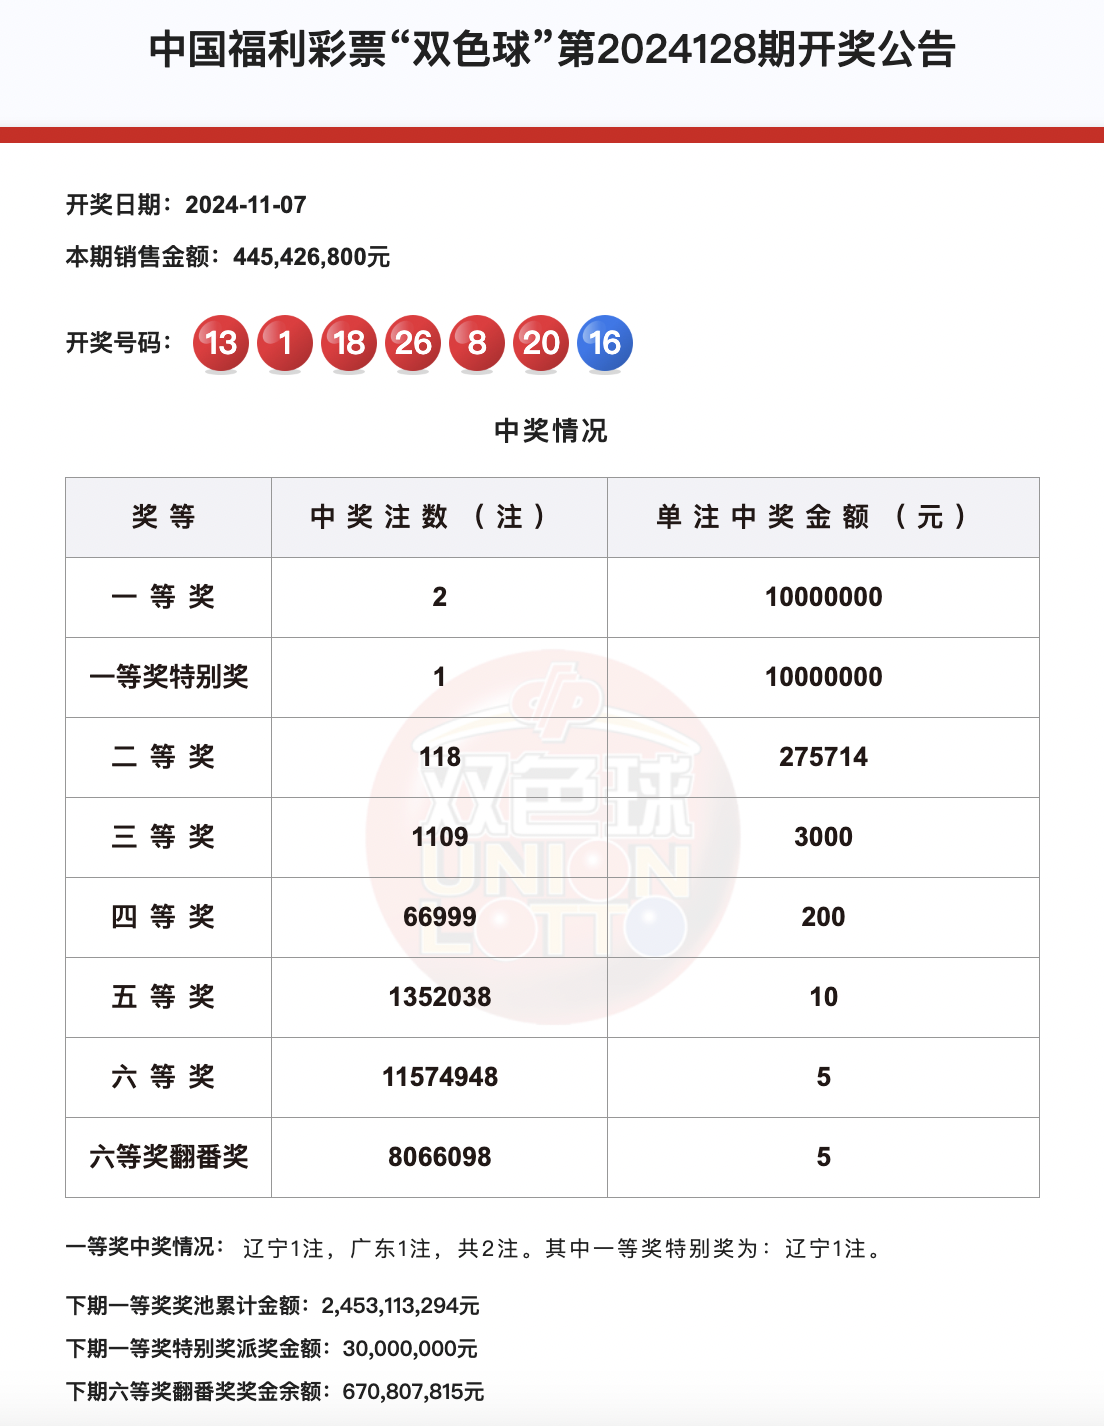 中国福利彩票“双色球”第2024128期开奖公告
开奖日期：2024-11-07
本期销售金额：445,426,800元
开奖号码： 13 1 18 26 8 20 16
中奖情况
奖等 中奖注数（注） 单注中奖金额（元）
一等奖 2 10000000
一等奖特别奖 1 10000000
二等奖 118 275714
三等奖 1109 3000
四等奖 66999 200
五等奖 1352038 10
六等奖 11574948 5
六等奖翻番奖 8066098 5
双色球
UNION
LOTTO
一等奖中奖情况： 辽宁1注，广东1注，共2注。其中一等奖特别奖为：辽宁1注。
下期一等奖奖池累计金额：2,453,113,294元
下期一等奖特别奖派奖金额：30,000,000元
下期六等奖翻番奖奖金余额：670,807,815元